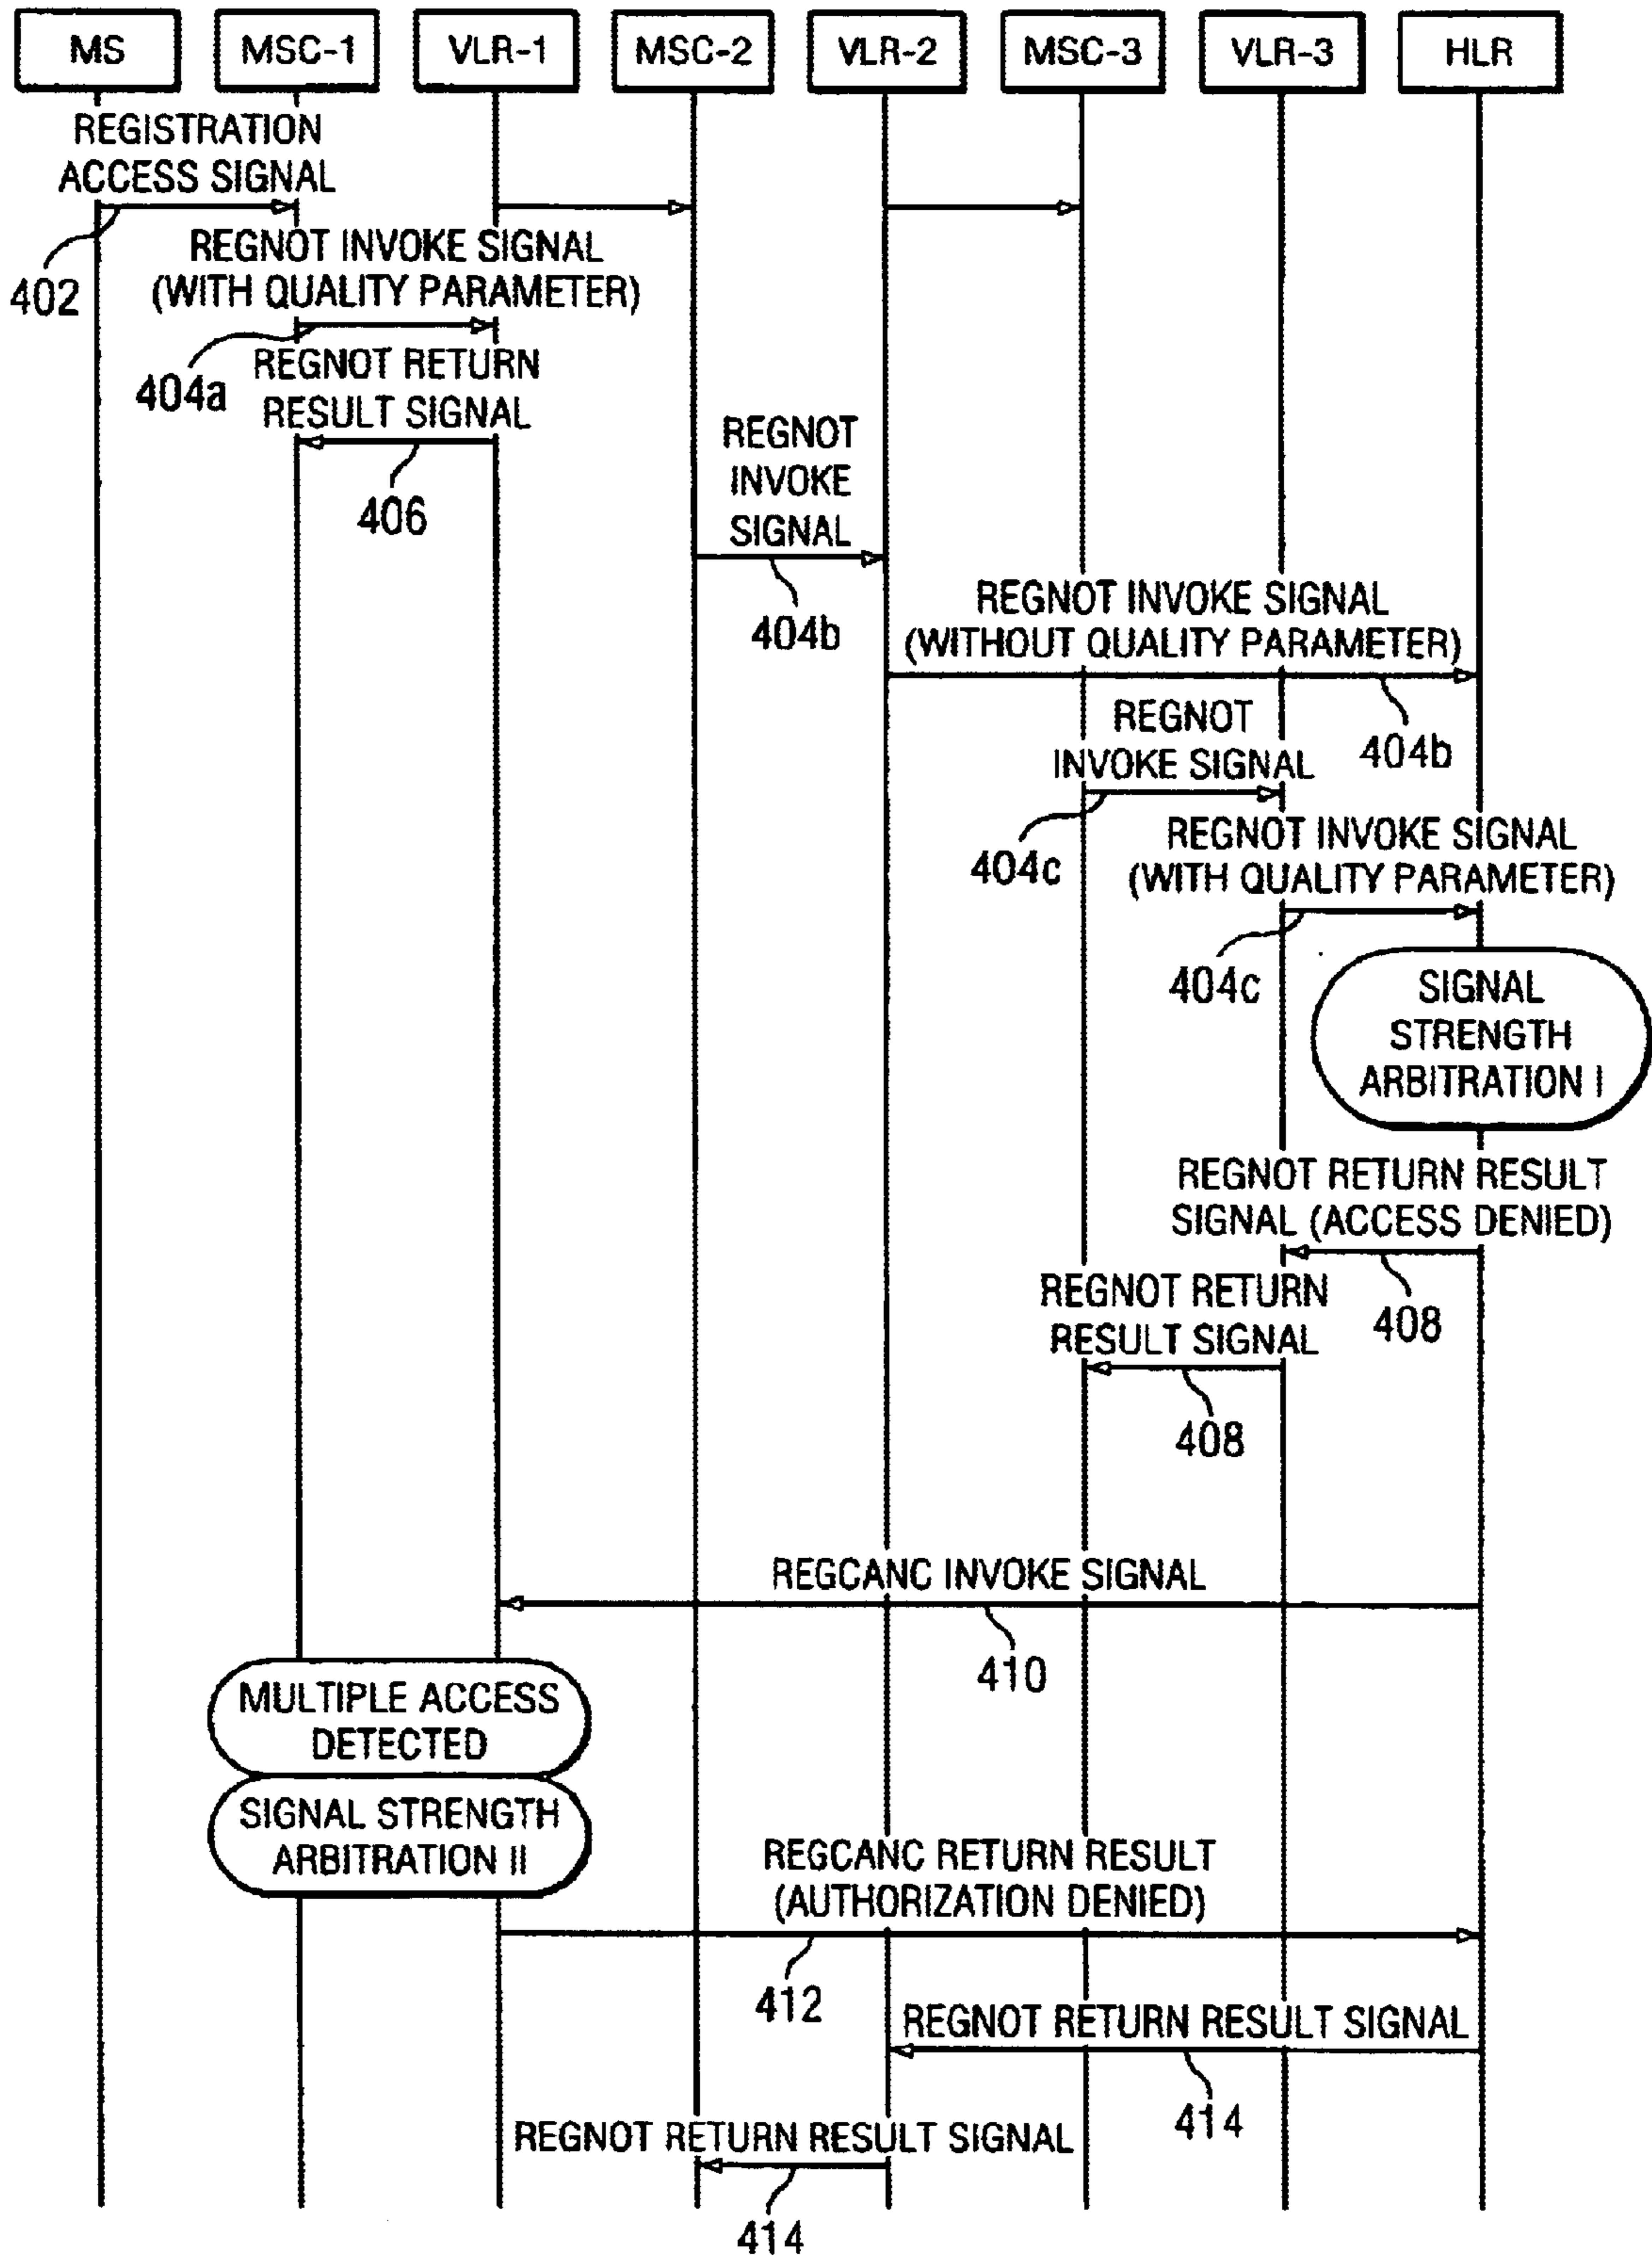 MS MSC-1 VLR-1 MSC-2 VLR-2 MSC-3 VLR-3 HLR
REGISTRATION
ACCESS SIGNAL
402
REGNOT INVOKE SIGNAL
(WITH QUALITY PARAMETER)
404a
REGNOT RETURN
RESULT SIGNAL
406
REGNOT
INVOKE
SIGNAL
404b
REGNOT INVOKE SIGNAL
(WITHOUT QUALITY PARAMETER)
404b
REGNOT
INVOKE SIGNAL
404c
REGNOT INVOKE SIGNAL
(WITH QUALITY PARAMETER)
404c
SIGNAL
STRENGTH
ARBITRATION I
REGNOT RETURN RESULT
SIGNAL (ACCESS DENIED)
408
REGNOT RETURN
RESULT SIGNAL
408
REGCANC INVOKE SIGNAL
410
MULTIPLE ACCESS
DETECTED
SIGNAL STRENGTH
ARBITRATION II
REGCANC RETURN RESULT
(AUTHORIZATION DENIED)
412
REGNOT RETURN RESULT SIGNAL
414
REGNOT RETURN RESULT SIGNAL
414